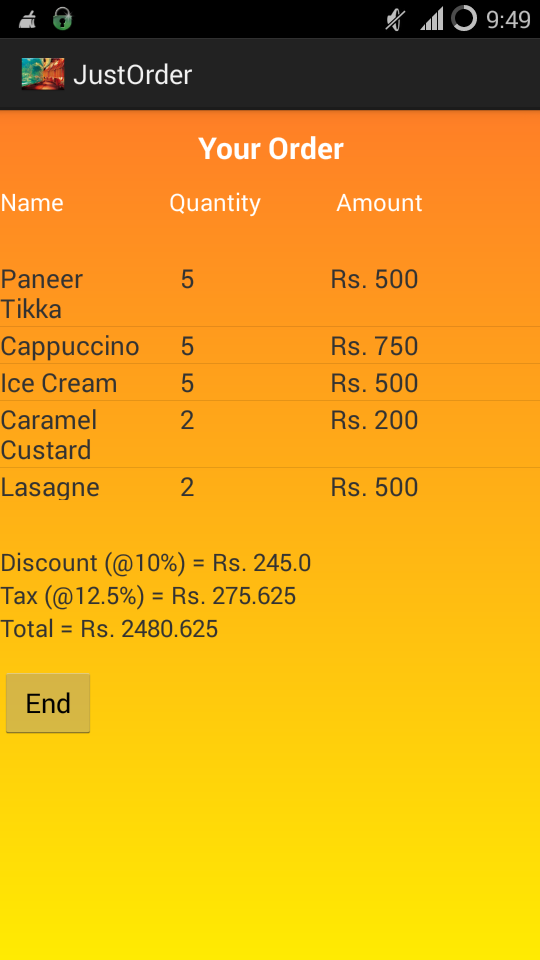 9:49
JustOrder
Your Order
Name Quantity Amount
Paneer 5 Rs. 500
Tikka
Cappuccino 5 Rs. 750
Ice Cream 5 Rs. 500
Caramel 2 Rs. 200
Custard
Lasagne 2 Rs. 500
Discount (@10%) = Rs. 245.0
Tax (@12.5%) = Rs. 275.625
Total = Rs. 2480.625
End